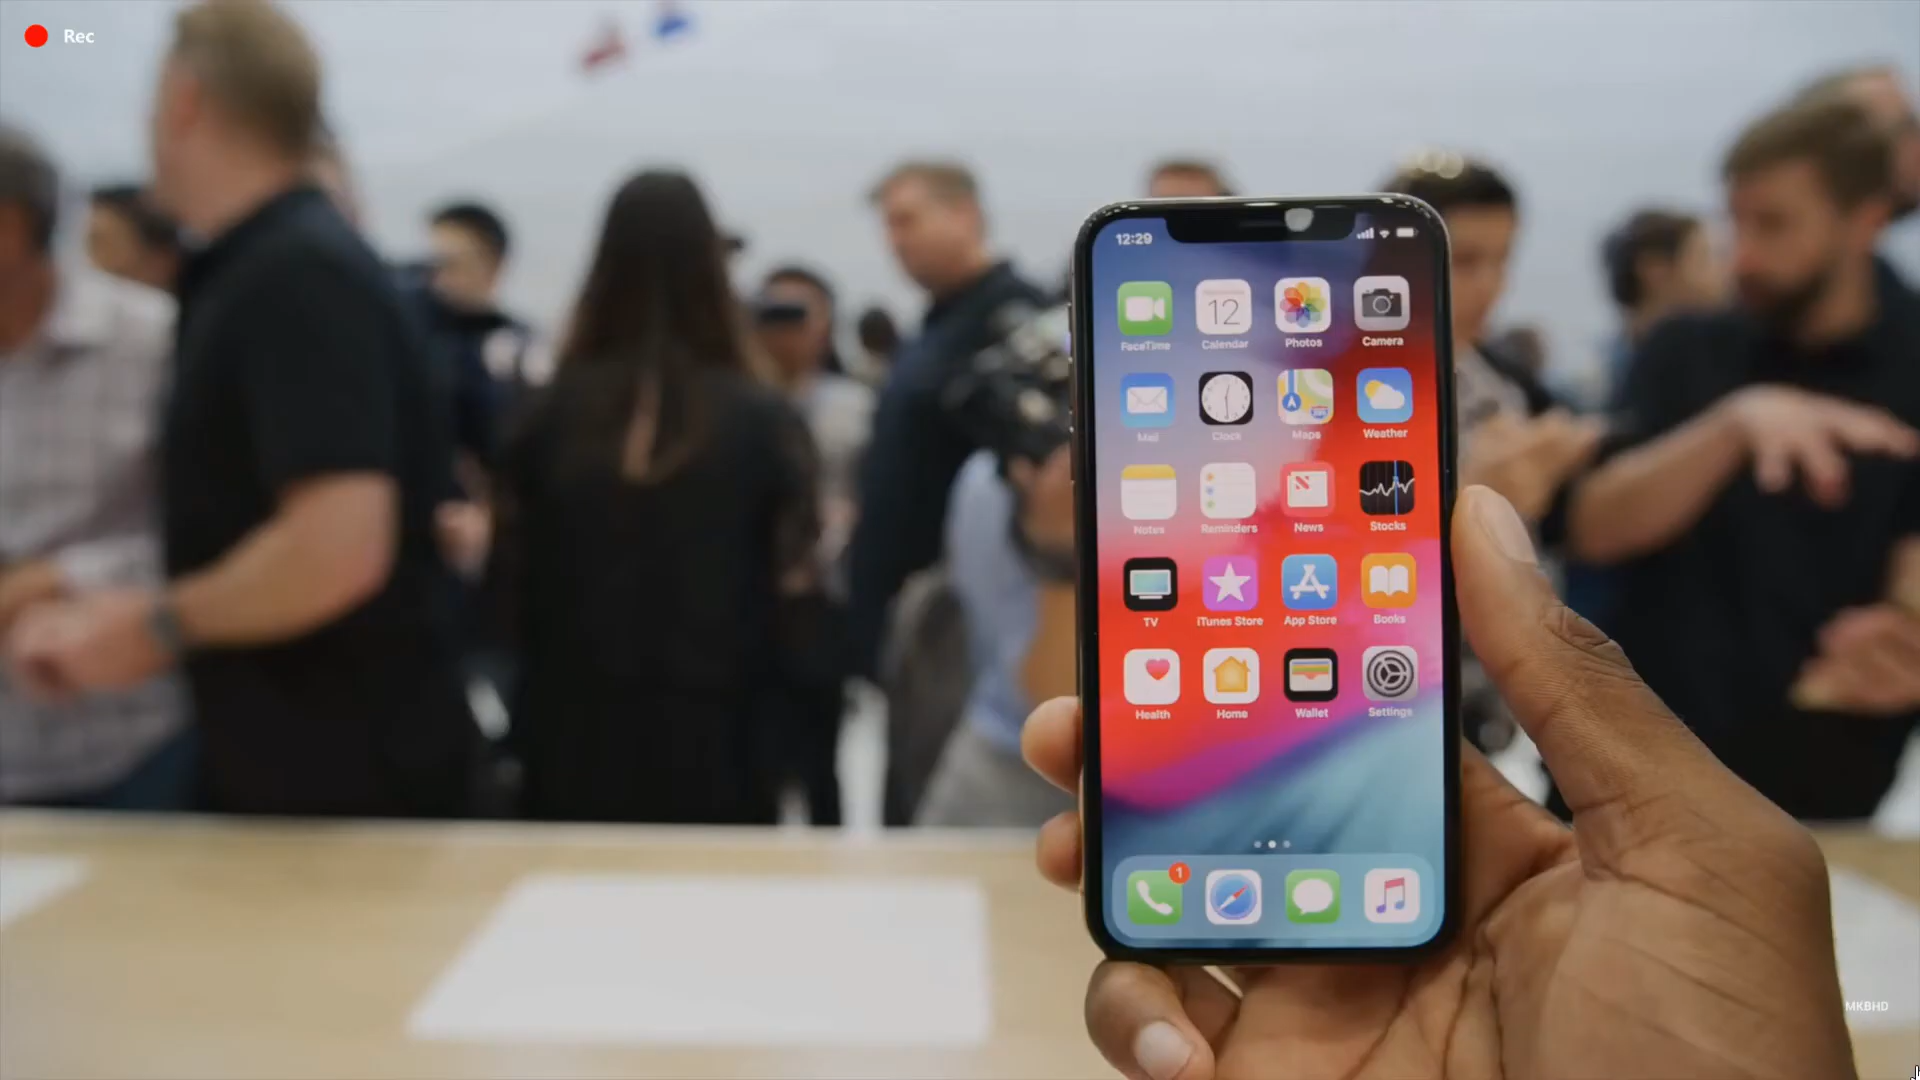 Rec
12:29
12
FaceTime Calendar Photos Camera
Mail Clock Maps Weather
Notes Reminders News Stocks
TV iTunes Store App Store Books
Health Home Wallet Settings
1
MKBHD